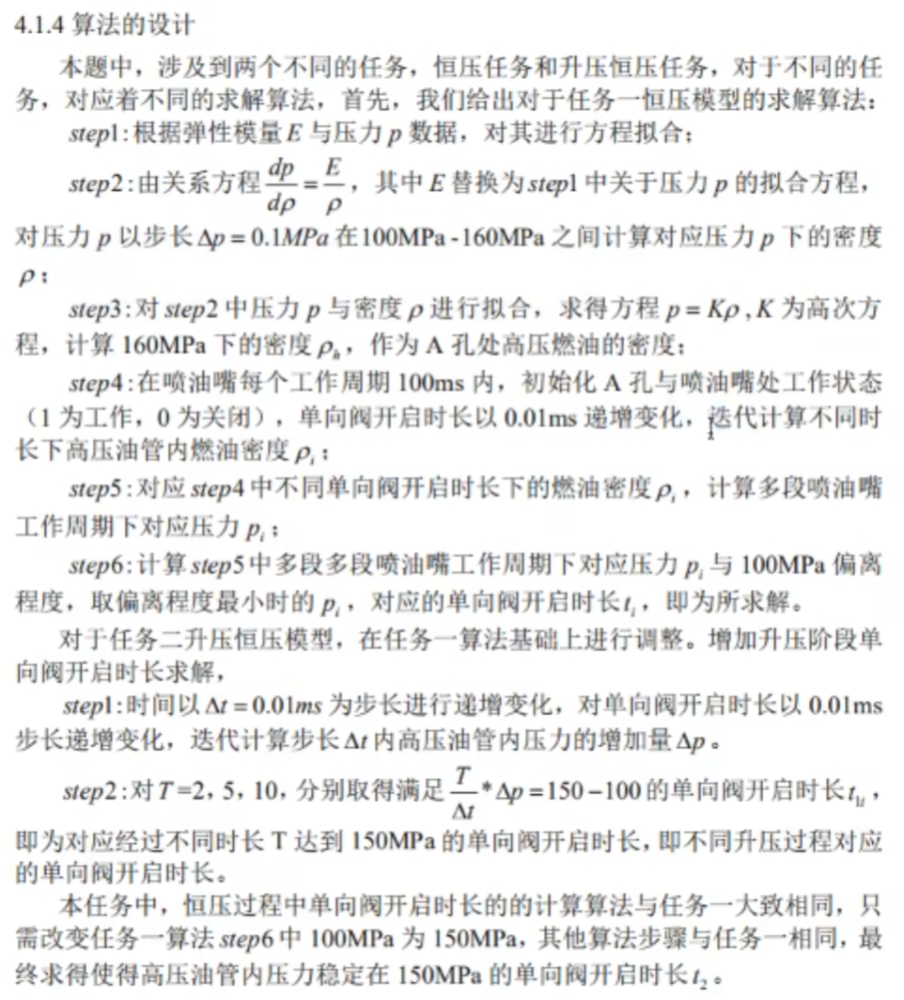 4.1.4 算法的设计
本题中，涉及到两个不同的任务，恒压任务和升压恒压任务，对于不同的任
务，对应着不同的求解算法，首先，我们给出对于任务一恒压模型的求解算法：
step1:根据弹性模量 E 与压力 p 数据，对其进行方程拟合；
step2:由关系方程 dp/dρ = E/ρ ，其中 E 替换为 step1 中关于压力 p 的拟合方程，
对压力 p 以步长 Δp = 0.1MPa 在100MPa -160MPa 之间计算对应压力 p 下的密度
ρ；
step3:对 step2 中压力 p 与密度 ρ 进行拟合，求得方程 p = Kρ , K 为高次方
程，计算 160MPa 下的密度 ρₕ，作为 A 孔处高压燃油的密度；
step4:在喷油嘴每个工作周期 100ms 内，初始化 A 孔与喷油嘴处工作状态
（1 为工作，0 为关闭），单向阀开启时长以 0.01ms 递增变化，迭代计算不同时
长下高压油管内燃油密度 ρᵢ；
step5:对应 step4 中不同单向阀开启时长下的燃油密度 ρᵢ，计算多段喷油嘴
工作周期下对应压力 pᵢ；
step6:计算 step5 中多段多段喷油嘴工作周期下对应压力 pᵢ 与 100MPa 偏离
程度，取偏离程度最小时的 pᵢ，对应的单向阀开启时长 tᵢ，即为所求解。
对于任务二升压恒压模型，在任务一算法基础上进行调整。增加升压阶段单
向阀开启时长求解，
step1:时间以 Δt = 0.01ms 为步长进行递增变化，对单向阀开启时长以 0.01ms
步长递增变化，迭代计算步长 Δt 内高压油管内压力的增加量 Δp。
step2:对 T =2，5，10，分别取得满足 T/Δt * Δp =150 −100 的单向阀开启时长 t₁ᵢ，
即为对应经过不同时长 T 达到 150MPa 的单向阀开启时长，即不同升压过程对应
的单向阀开启时长。
本任务中，恒压过程中单向阀开启时长的的计算算法与任务一大致相同，只
需改变任务一算法 step6 中 100MPa 为 150MPa，其他算法步骤与任务一相同，最
终求得使得高压油管内压力稳定在 150MPa 的单向阀开启时长 t₂。